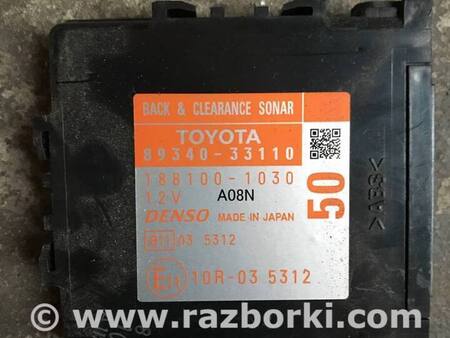 BACK & CLEARANCE SONAR
TOYOTA
89340-33110
188100-1030
12V A08N
DENSO MADE IN JAPAN
e11 03 5312
E11 10R-03 5312
50
>ABS<
© www.razborki.com